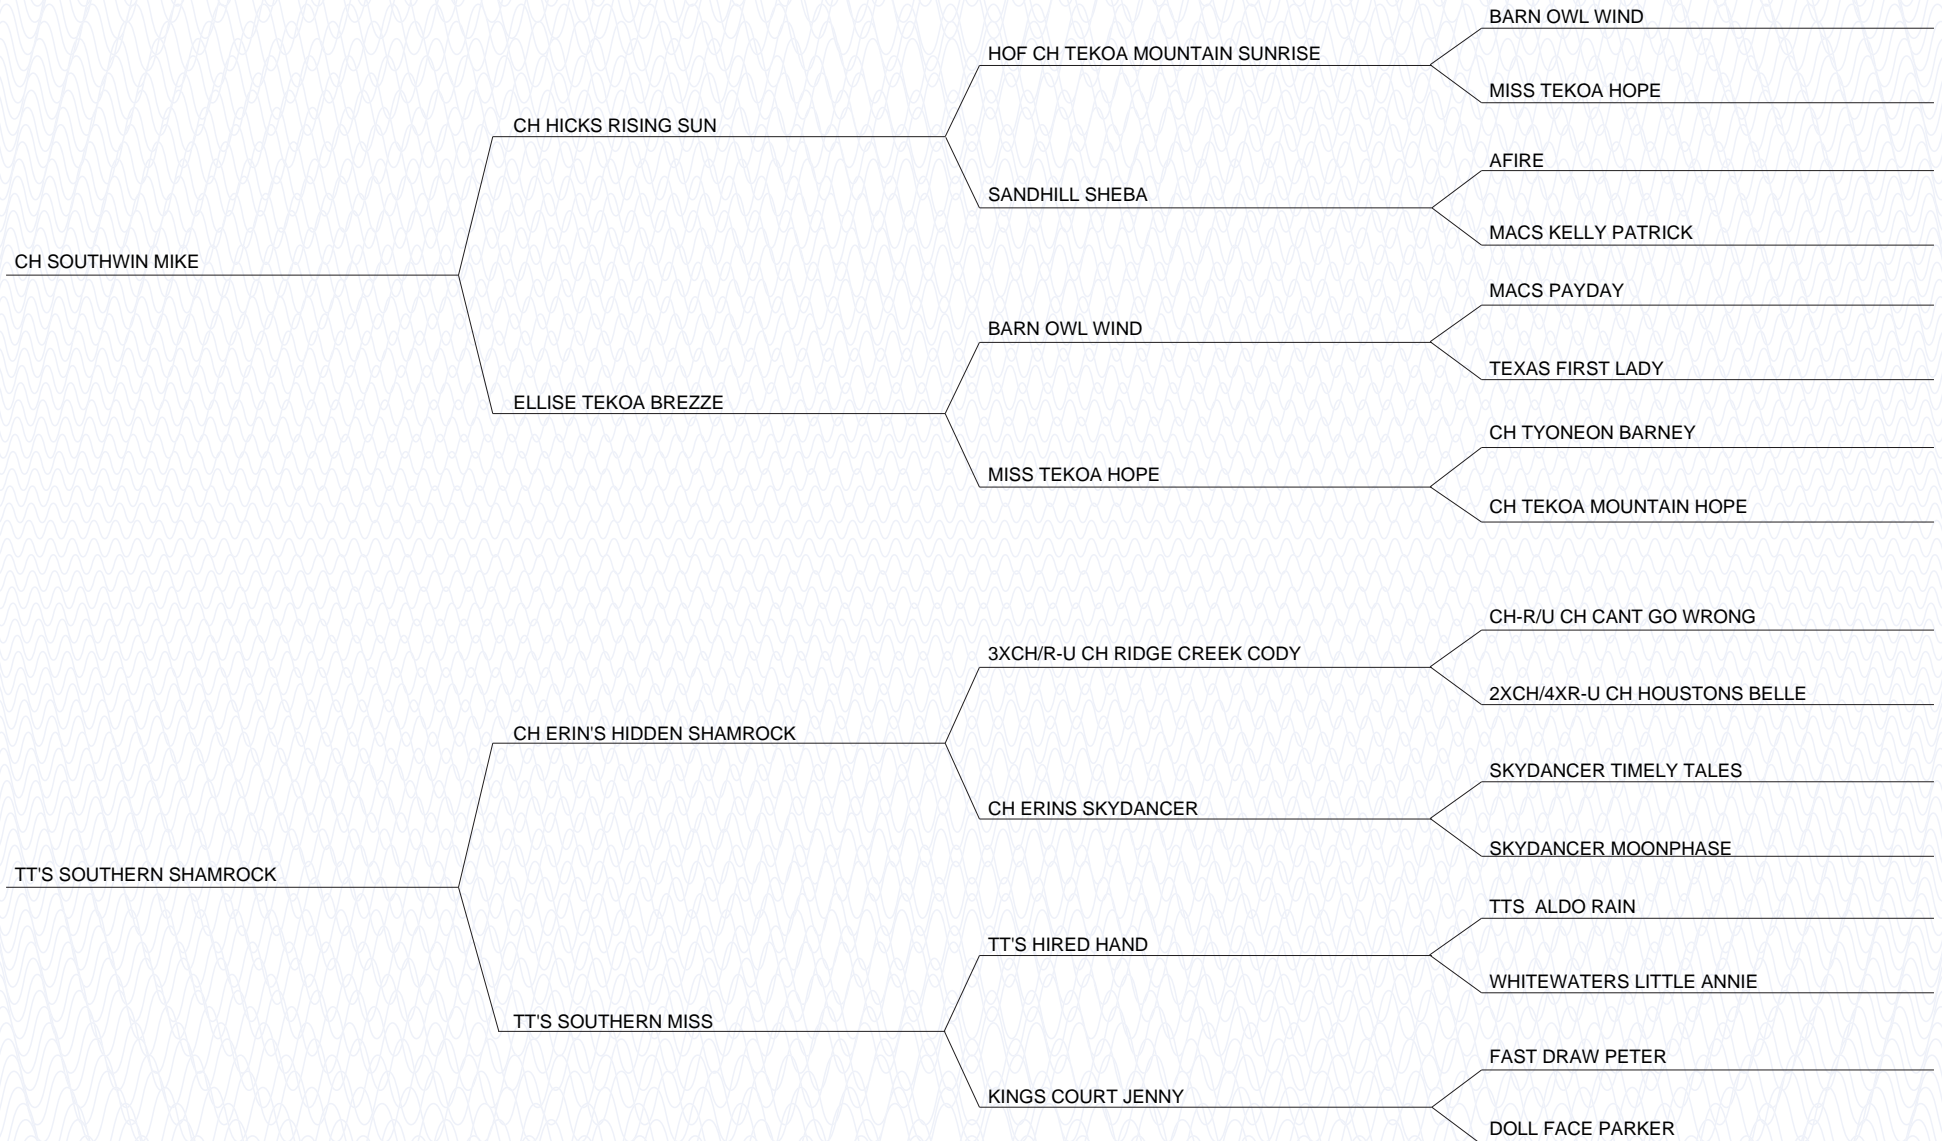 CH SOUTHWIN MIKE
CH HICKS RISING SUN
HOF CH TEKOA MOUNTAIN SUNRISE
BARN OWL WIND
MISS TEKOA HOPE
SANDHILL SHEBA
AFIRE
MACS KELLY PATRICK
ELLISE TEKOA BREZZE
BARN OWL WIND
MACS PAYDAY
TEXAS FIRST LADY
MISS TEKOA HOPE
CH TYONEON BARNEY
CH TEKOA MOUNTAIN HOPE
TT'S SOUTHERN SHAMROCK
CH ERIN'S HIDDEN SHAMROCK
3XCH/R-U CH RIDGE CREEK CODY
CH-R/U CH CANT GO WRONG
2XCH/4XR-U CH HOUSTONS BELLE
CH ERINS SKYDANCER
SKYDANCER TIMELY TALES
SKYDANCER MOONPHASE
TT'S SOUTHERN MISS
TT'S HIRED HAND
TTS  ALDO RAIN
WHITEWATERS LITTLE ANNIE
KINGS COURT JENNY
FAST DRAW PETER
DOLL FACE PARKER